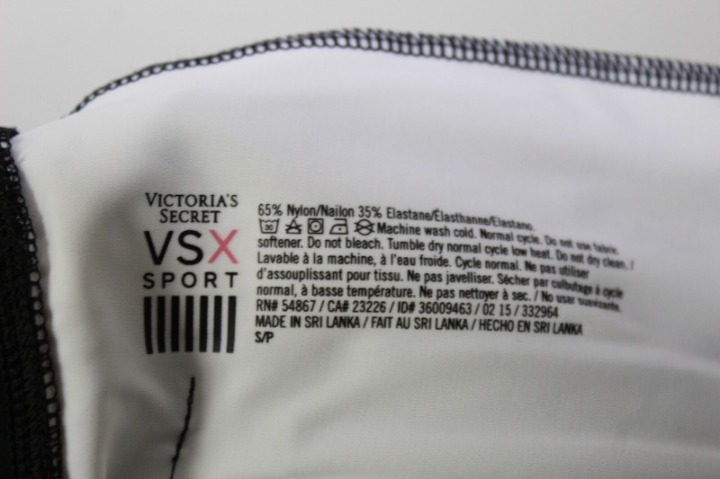 VICTORIA'S
SECRET
VSX
SPORT
65% Nylon/Nailon 35% Elastane/Élasthanne/Elastano.
30 Machine wash cold. Normal cycle. Do not use fabric
softener. Do not bleach. Tumble dry normal cycle low heat. Do not dry clean. /
Lavable à la machine, à l'eau froide. Cycle normal. Ne pas utiliser
d'assouplissant pour tissu. Ne pas javelliser. Sécher par culbutage à cycle
normal, à basse température. Ne pas nettoyer à sec. / No usar suavizante.
RN# 54867 / CA# 23226 / ID# 36009463 / 02 15 / 332964
MADE IN SRI LANKA / FAIT AU SRI LANKA / HECHO EN SRI LANKA
S/P